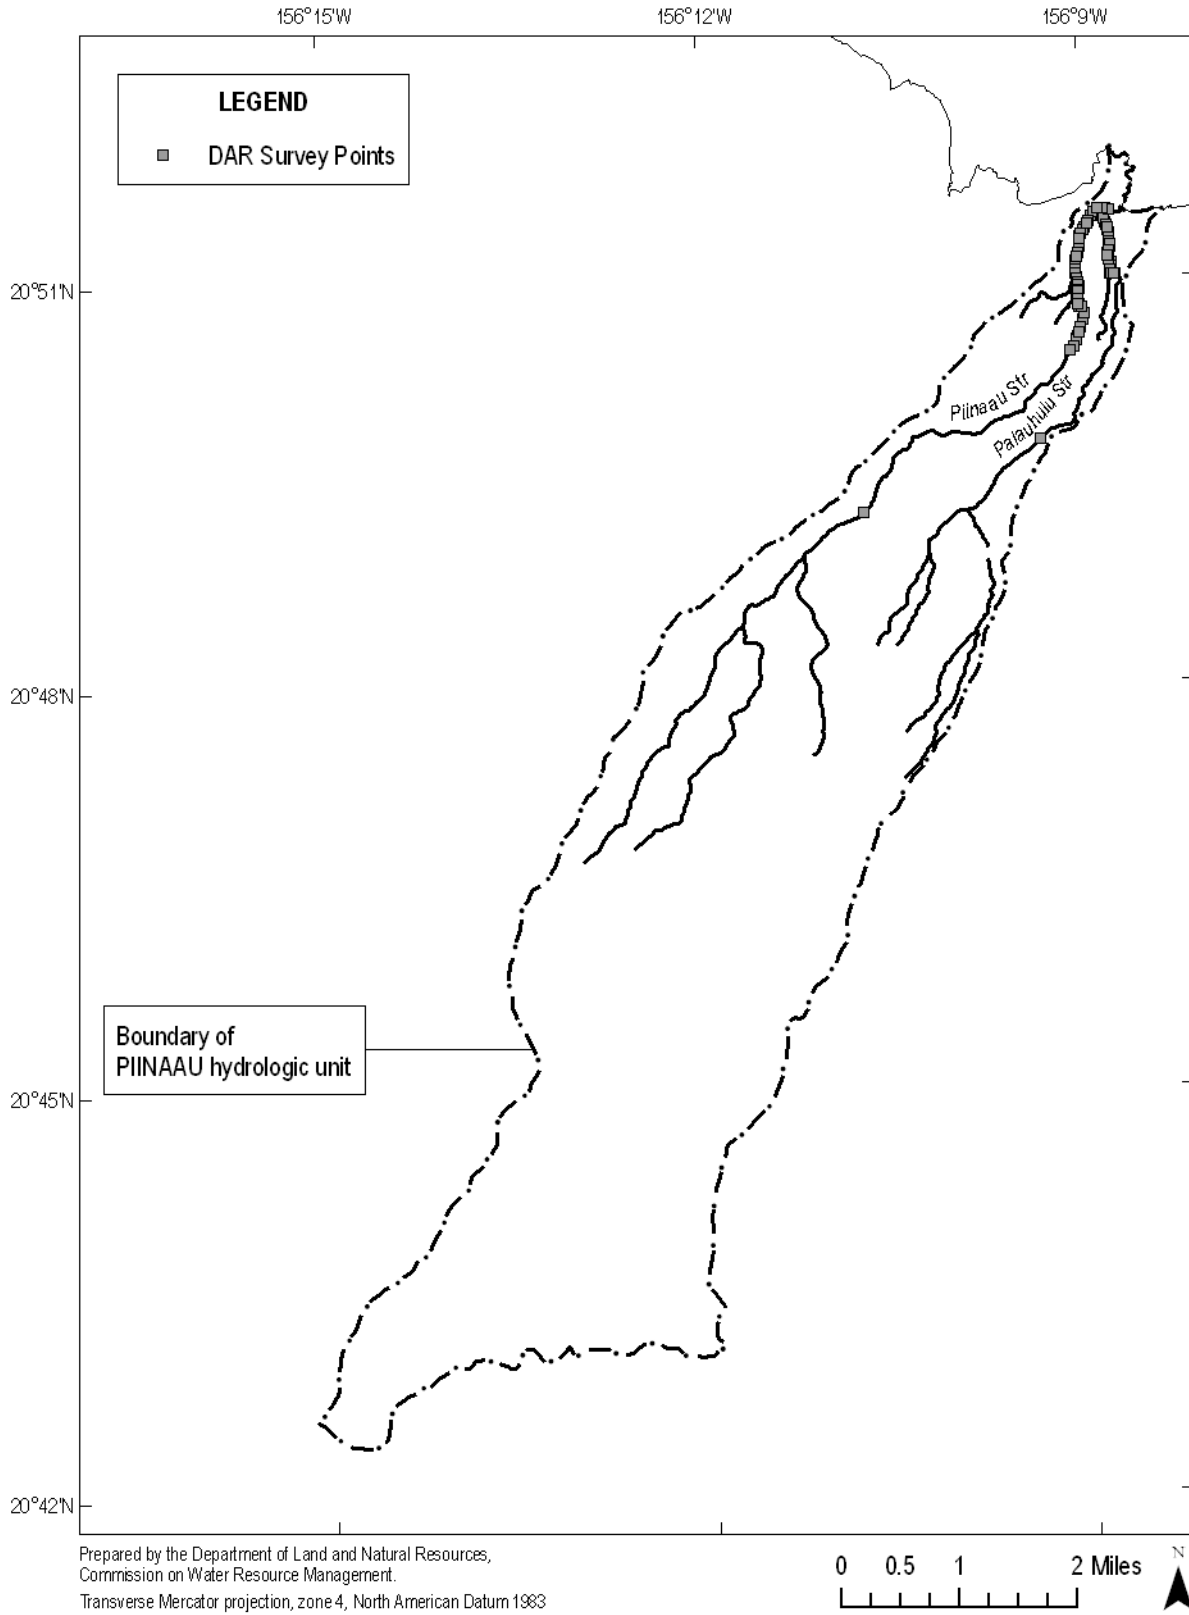 156°15'W
156°12'W
156°9'W
LEGEND
DAR Survey Points
20°51'N
Piinaau Str
Palauhulu Str
20°48'N
Boundary of
PIINAAU hydrologic unit
20°45'N
20°42'N
Prepared by the Department of Land and Natural Resources,
Commission on Water Resource Management.
Transverse Mercator projection, zone 4, North American Datum 1983
0 0.5 1 2 Miles
N